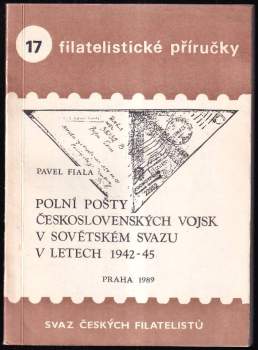 17 filatelistické příručky
PAVEL FIALA
POLNÍ POŠTY
ČESKOSLOVENSKÝCH VOJSK
V SOVĚTSKÉM SVAZU
V LETECH 1942-45
PRAHA 1989
SVAZ ČESKÝCH FILATELISTŮ